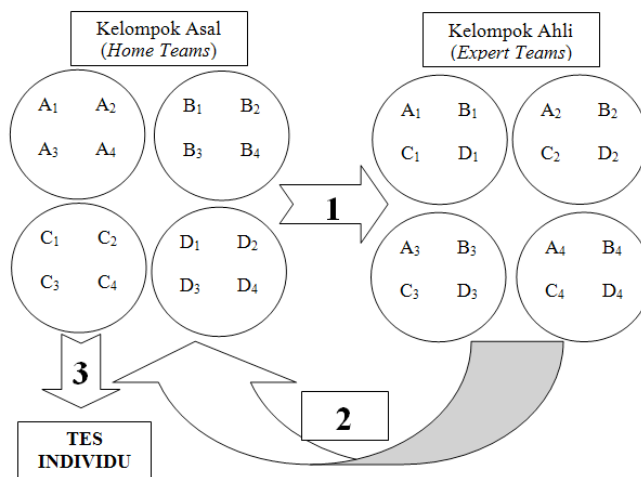 Kelompok Asal
(Home Teams)
Kelompok Ahli
(Expert Teams)
A₁ A₂
A₃ A₄
B₁ B₂
B₃ B₄
C₁ C₂
C₃ C₄
D₁ D₂
D₃ D₄
1
A₁ B₁
C₁ D₁
A₂ B₂
C₂ D₂
A₃ B₃
C₃ D₃
A₄ B₄
C₄ D₄
2
3
TES
INDIVIDU